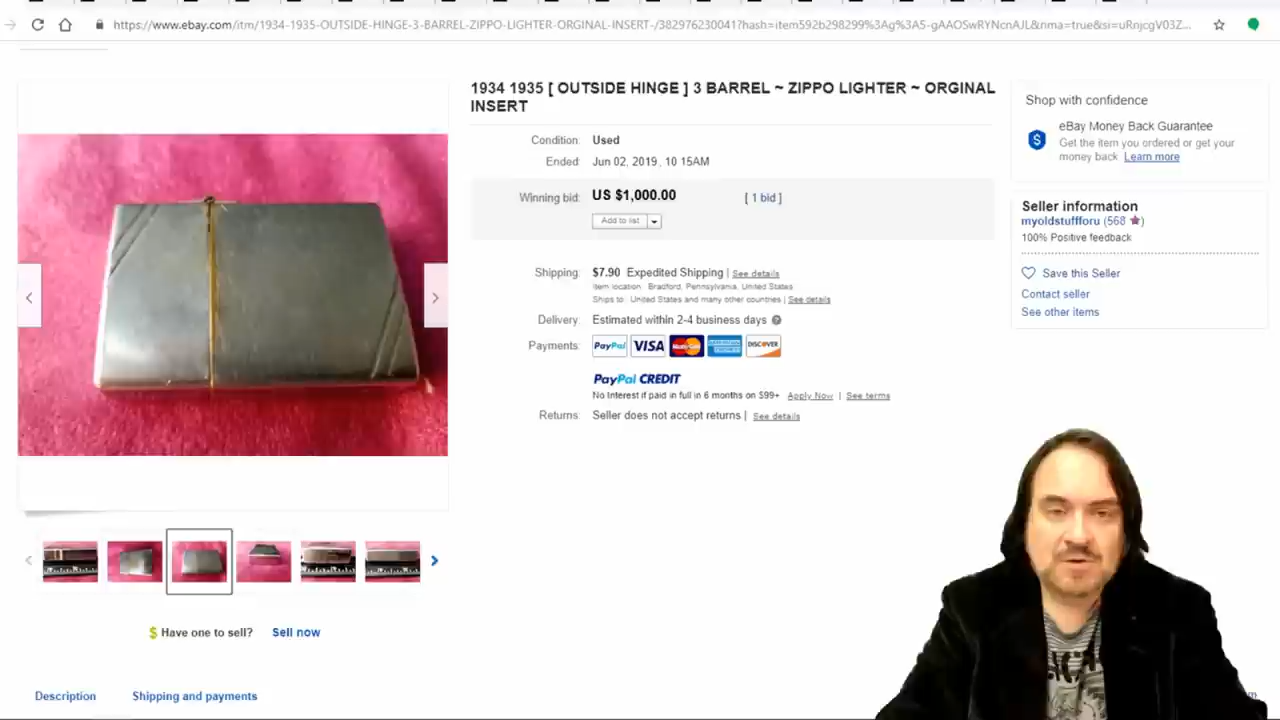 https://www.ebay.com/itm/1934-1935-OUTSIDE-HINGE-3-BARREL-ZIPPO-LIGHTER-ORGINAL-INSERT-/382976230041?hash=item592b298299%3Ag%3A5-gAAOSwRYNcnAJL&nma=true&si=uRnjcgV03Z...
1934 1935 [ OUTSIDE HINGE ] 3 BARREL ~ ZIPPO LIGHTER ~ ORGINAL
INSERT
Condition: Used
Ended: Jun 02, 2019 , 10:15AM
Winning bid: US $1,000.00 [ 1 bid ]
Add to list
Shipping: $7.90 Expedited Shipping | See details
Item location: Bradford, Pennsylvania, United States
Ships to: United States and many other countries | See details
Delivery: Estimated within 2-4 business days
Payments: PayPal VISA MasterCard AMERICAN EXPRESS DISCOVER
PayPal CREDIT
No Interest if paid in full in 6 months on $99+ Apply Now | See terms
Returns: Seller does not accept returns | See details
Shop with confidence
eBay Money Back Guarantee
Get the item you ordered or get your
money back. Learn more
Seller information
myoldstuffforu (568 )
100% Positive feedback
Save this Seller
Contact seller
See other items
$ Have one to sell? Sell now
Description Shipping and payments